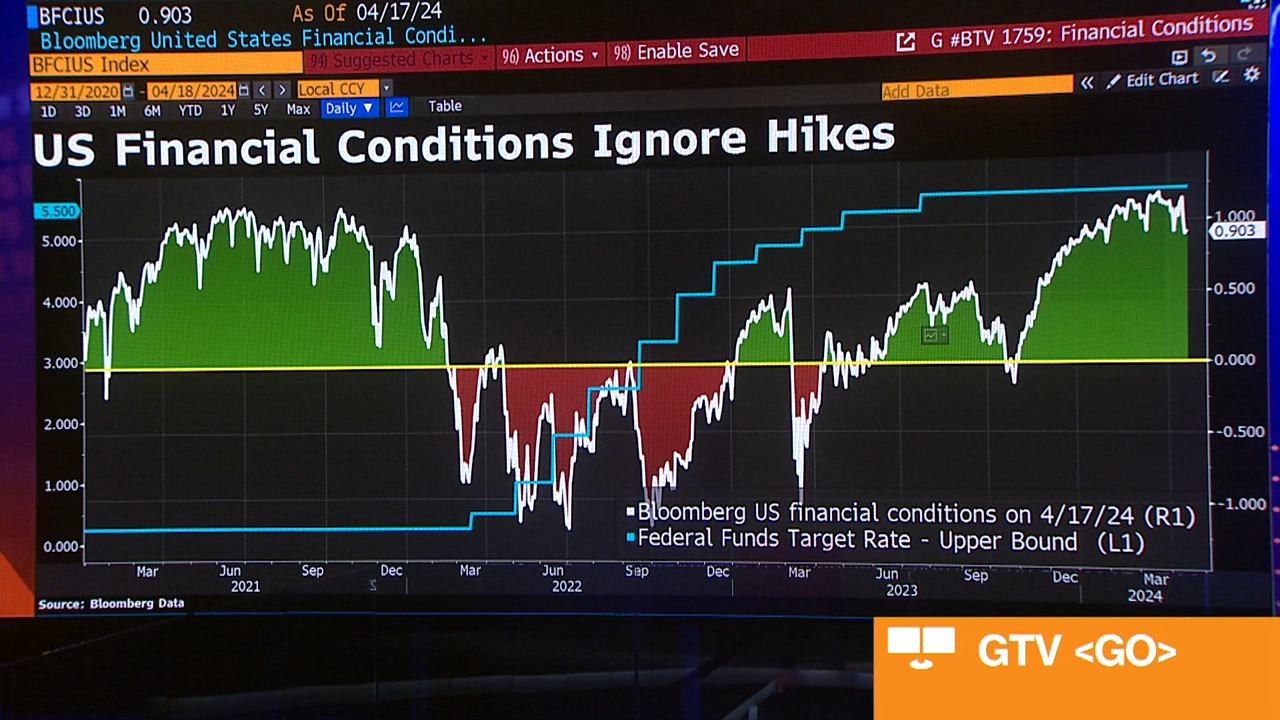 BFCIUS 0.903 As Of 04/17/24
Bloomberg United States Financial Condi...
G #BTV 1759: Financial Conditions
BFCIUS Index 94) Suggested Charts 96) Actions 98) Enable Save
12/31/2020 - 04/18/2024 Local CCY Add Data Edit Chart
1D 3D 1M 6M YTD 1Y 5Y Max Daily Table
US Financial Conditions Ignore Hikes
5.500
5.000
4.000
3.000
2.000
1.000
0.000
1.000
0.903
0.500
0.000
-0.500
-1.000
Bloomberg US financial conditions on 4/17/24 (R1)
Federal Funds Target Rate - Upper Bound (L1)
Mar Jun Sep Dec Mar Jun Sep Dec Mar Jun Sep Dec Mar
2021 2022 2023 2024
Source: Bloomberg Data
GTV <GO>